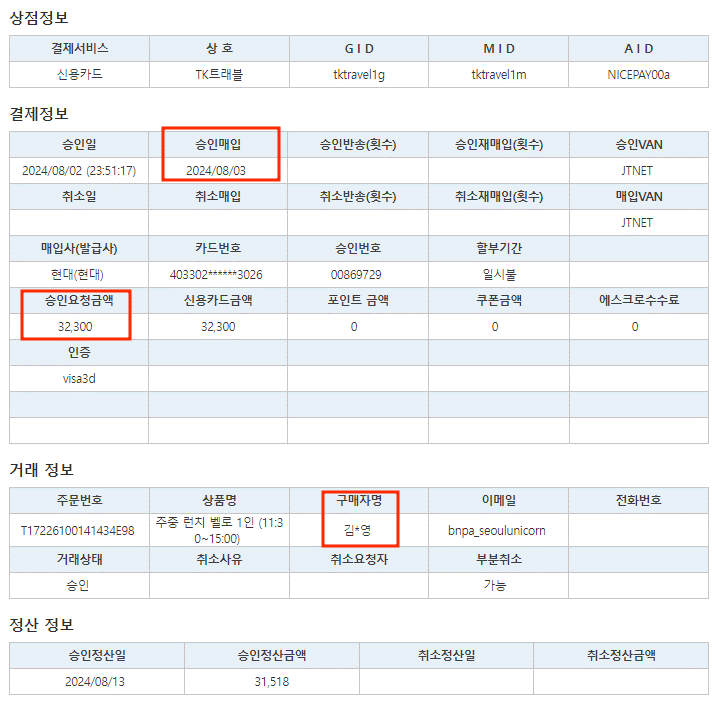 상점정보
결제서비스 상 호 G I D M I D A I D
신용카드 TK트래블 tktravel1g tktravel1m NICEPAY00a
결제정보
승인일 승인매입 승인반송(횟수) 승인재매입(횟수) 승인VAN
2024/08/02 (23:51:17) 2024/08/03 JTNET
취소일 취소매입 취소반송(횟수) 취소재매입(횟수) 매입VAN
JTNET
매입사(발급사) 카드번호 승인번호 할부기간
현대(현대) 403302******3026 00869729 일시불
승인요청금액 신용카드금액 포인트 금액 쿠폰금액 에스크로수수료
32,300 32,300 0 0 0
인증
visa3d
거래 정보
주문번호 상품명 구매자명 이메일 전화번호
T17226100141434E98 주중 런치 벨로 1인 (11:3
0~15:00) 김*영 bnpa_seoulunicorn
거래상태 취소사유 취소요청자 부분취소
승인 가능
정산 정보
승인정산일 승인정산금액 취소정산일 취소정산금액
2024/08/13 31,518